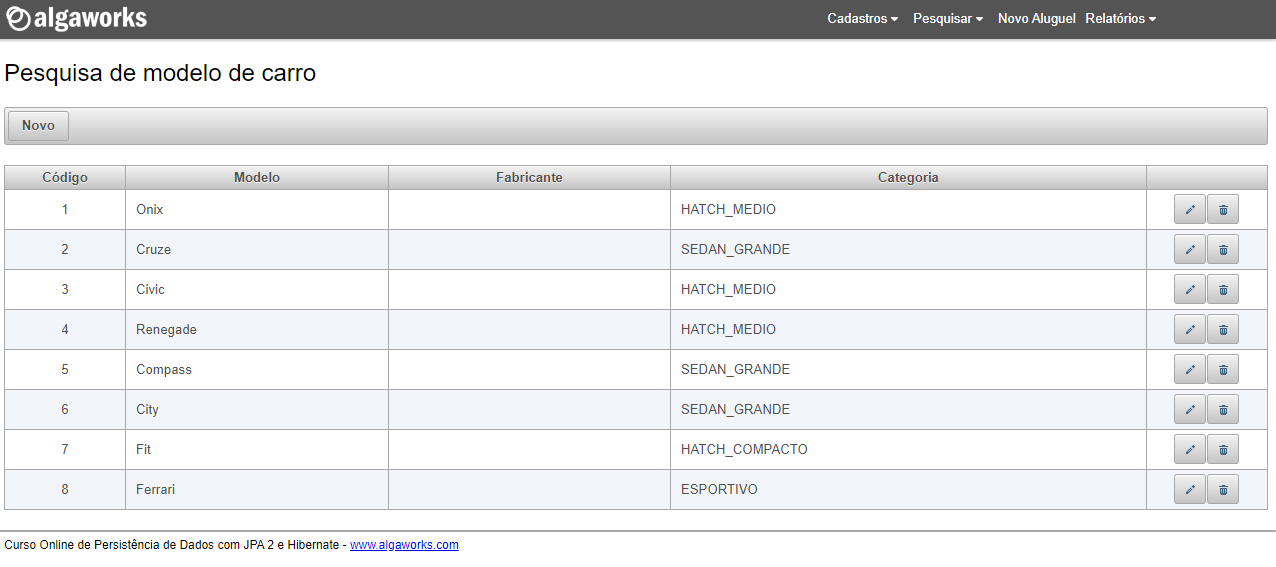 algaworks Cadastros Pesquisar Novo Aluguel Relatórios
Pesquisa de modelo de carro
Novo
Código Modelo Fabricante Categoria
1 Onix HATCH_MEDIO
2 Cruze SEDAN_GRANDE
3 Civic HATCH_MEDIO
4 Renegade HATCH_MEDIO
5 Compass SEDAN_GRANDE
6 City SEDAN_GRANDE
7 Fit HATCH_COMPACTO
8 Ferrari ESPORTIVO
Curso Online de Persistência de Dados com JPA 2 e Hibernate - www.algaworks.com